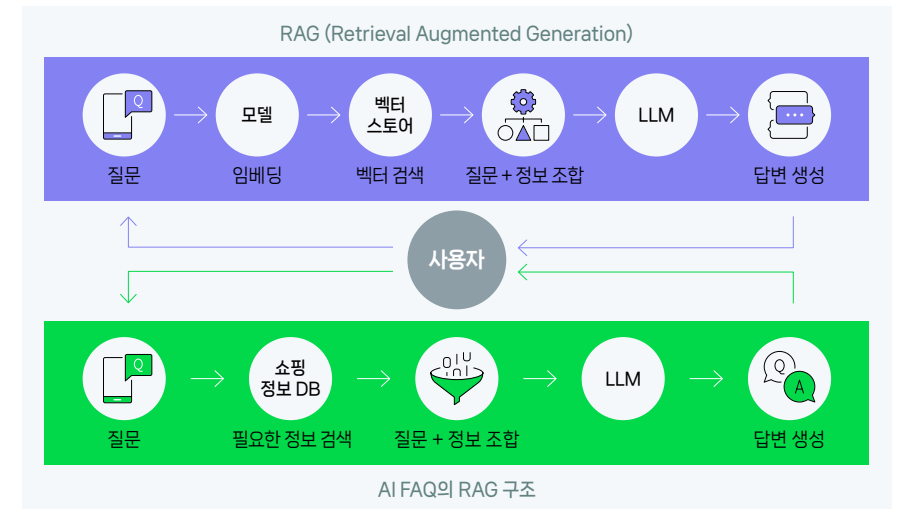 RAG (Retrieval Augmented Generation)
Q
모델
벡터
스토어
LLM
질문
임베딩
벡터 검색
질문 + 정보 조합
답변 생성
사용자
Q
쇼핑
정보 DB
LLM
Q
A
질문
필요한 정보 검색
질문 + 정보 조합
답변 생성
AI FAQ의 RAG 구조